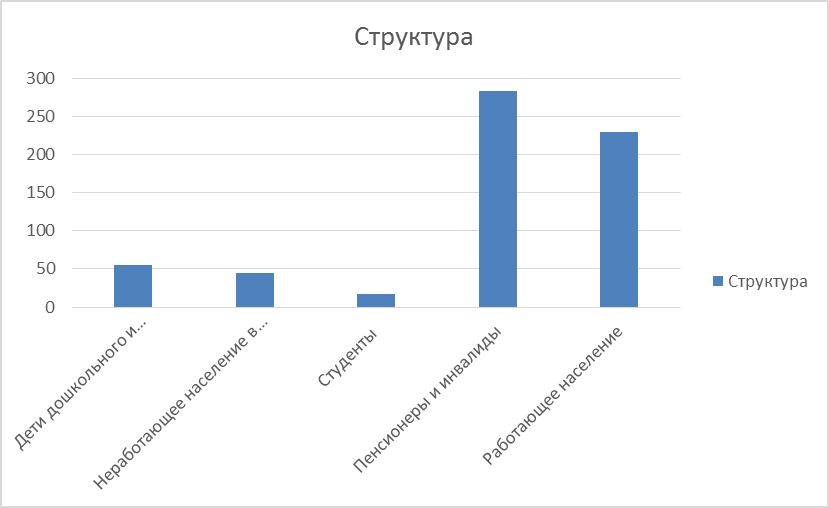 Структура
300
250
200
150
100
50
0
Дети дошкольного и...
Неработающее население в...
Студенты
Пенсионеры и инвалиды
Работающее население
Структура